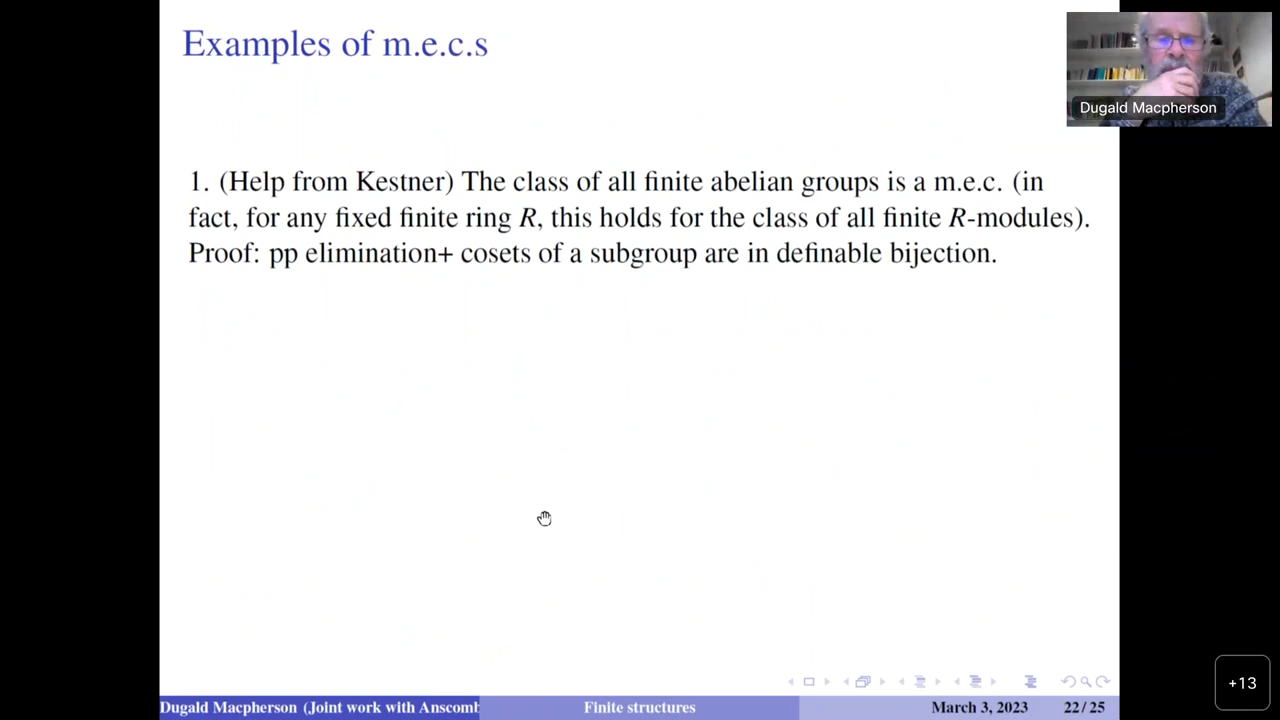 Examples of m.e.c.s
Dugald Macpherson
1. (Help from Kestner) The class of all finite abelian groups is a m.e.c. (in
fact, for any fixed finite ring R, this holds for the class of all finite R-modules).
Proof: pp elimination+ cosets of a subgroup are in definable bijection.
+13
Dugald Macpherson (Joint work with Anscomb
Finite structures
March 3, 2023
22/25